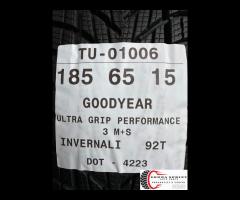 TU-01006
185 65 15
GOODYEAR
ULTRA GRIP PERFORMANCE
3 M+S
INVERNALI 92T
DOT - 4223